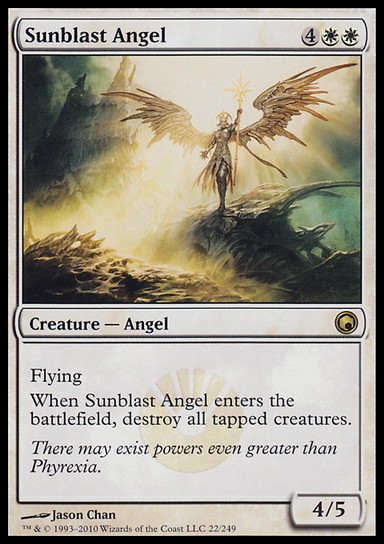 Sunblast Angel 4
Creature — Angel
Flying
When Sunblast Angel enters the
battlefield, destroy all tapped creatures.
There may exist powers even greater than
Phyrexia.
Jason Chan
™ & © 1993–2010 Wizards of the Coast LLC 22/249
4/5